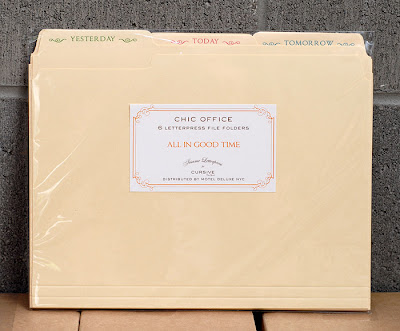 YESTERDAY
TODAY
TOMORROW
CHIC OFFICE
6 LETTERPRESS FILE FOLDERS
ALL IN GOOD TIME
CURSIVE
DISTRIBUTED BY MOTEL DELUXE NYC